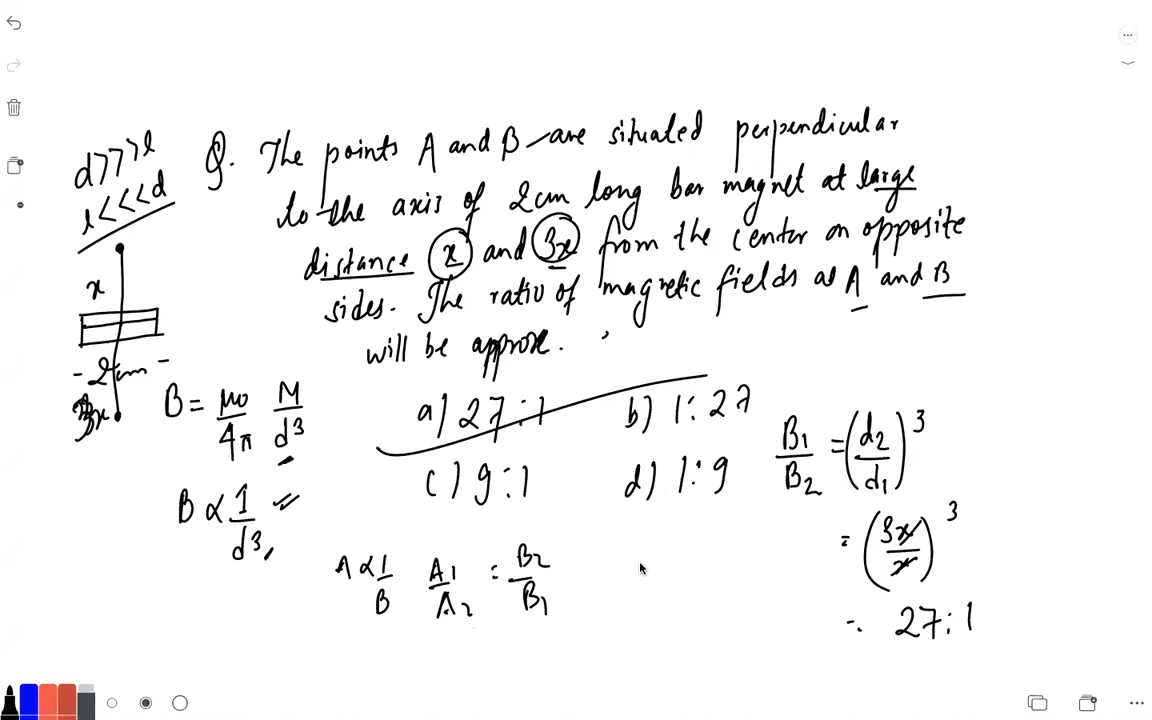 d>>>l
l<<<d
Q. The points A and B are situated perpendicular
to the axis of 2cm long bar magnet at large
distance x and 3x from the center on opposite
sides. The ratio of magnetic fields at A and B
will be approx.
x
2cm
3x
B = μ0/4π M/d³
B ∝ 1/d³
a) 27:1 b) 1:27
c) 9:1 d) 1:9
A ∝ 1/B A1/A2 = B2/B1
B1/B2 = (d2/d1)³
= (3x/x)³
27:1